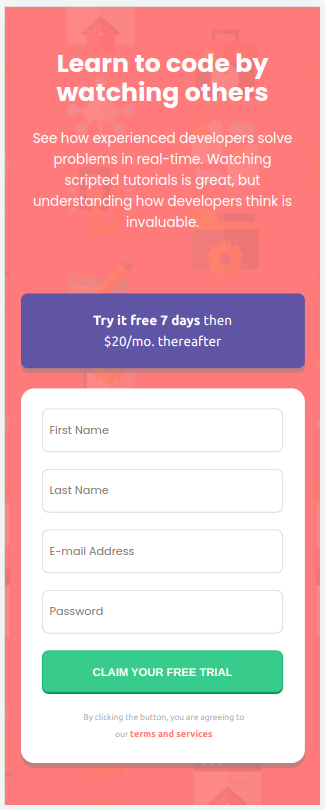 Learn to code by
watching others
See how experienced developers solve
problems in real-time. Watching
scripted tutorials is great, but
understanding how developers think is
invaluable.
Try it free 7 days then
$20/mo. thereafter
First Name
Last Name
E-mail Address
Password
CLAIM YOUR FREE TRIAL
By clicking the button, you are agreeing to
our terms and services